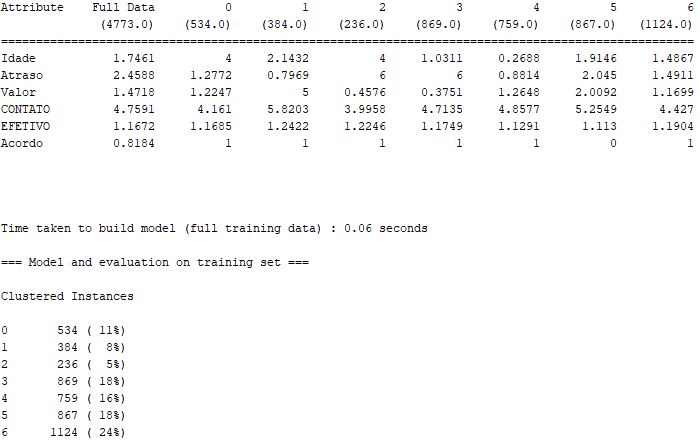 Attribute    Full Data          0          1          2          3          4          5          6
              (4773.0)    (534.0)    (384.0)    (236.0)    (869.0)    (759.0)    (867.0)   (1124.0)
====================================================================================================
Idade           1.7461          4     2.1432          4     1.0311     0.2688     1.9146     1.4867
Atraso          2.4588     1.2772     0.7969          6          6     0.8814      2.045     1.4911
Valor           1.4718     1.2247          5     0.4576     0.3751     1.2648     2.0092     1.1699
CONTATO         4.7591      4.161     5.8203     3.9958     4.7135     4.8577     5.2549      4.427
EFETIVO         1.1672     1.1685     1.2422     1.2246     1.1749     1.1291      1.113     1.1904
Acordo          0.8184          1          1          1          1          1          0          1
Time taken to build model (full training data) : 0.06 seconds
=== Model and evaluation on training set ===
Clustered Instances
0       534 ( 11%)
1       384 (  8%)
2       236 (  5%)
3       869 ( 18%)
4       759 ( 16%)
5       867 ( 18%)
6      1124 ( 24%)